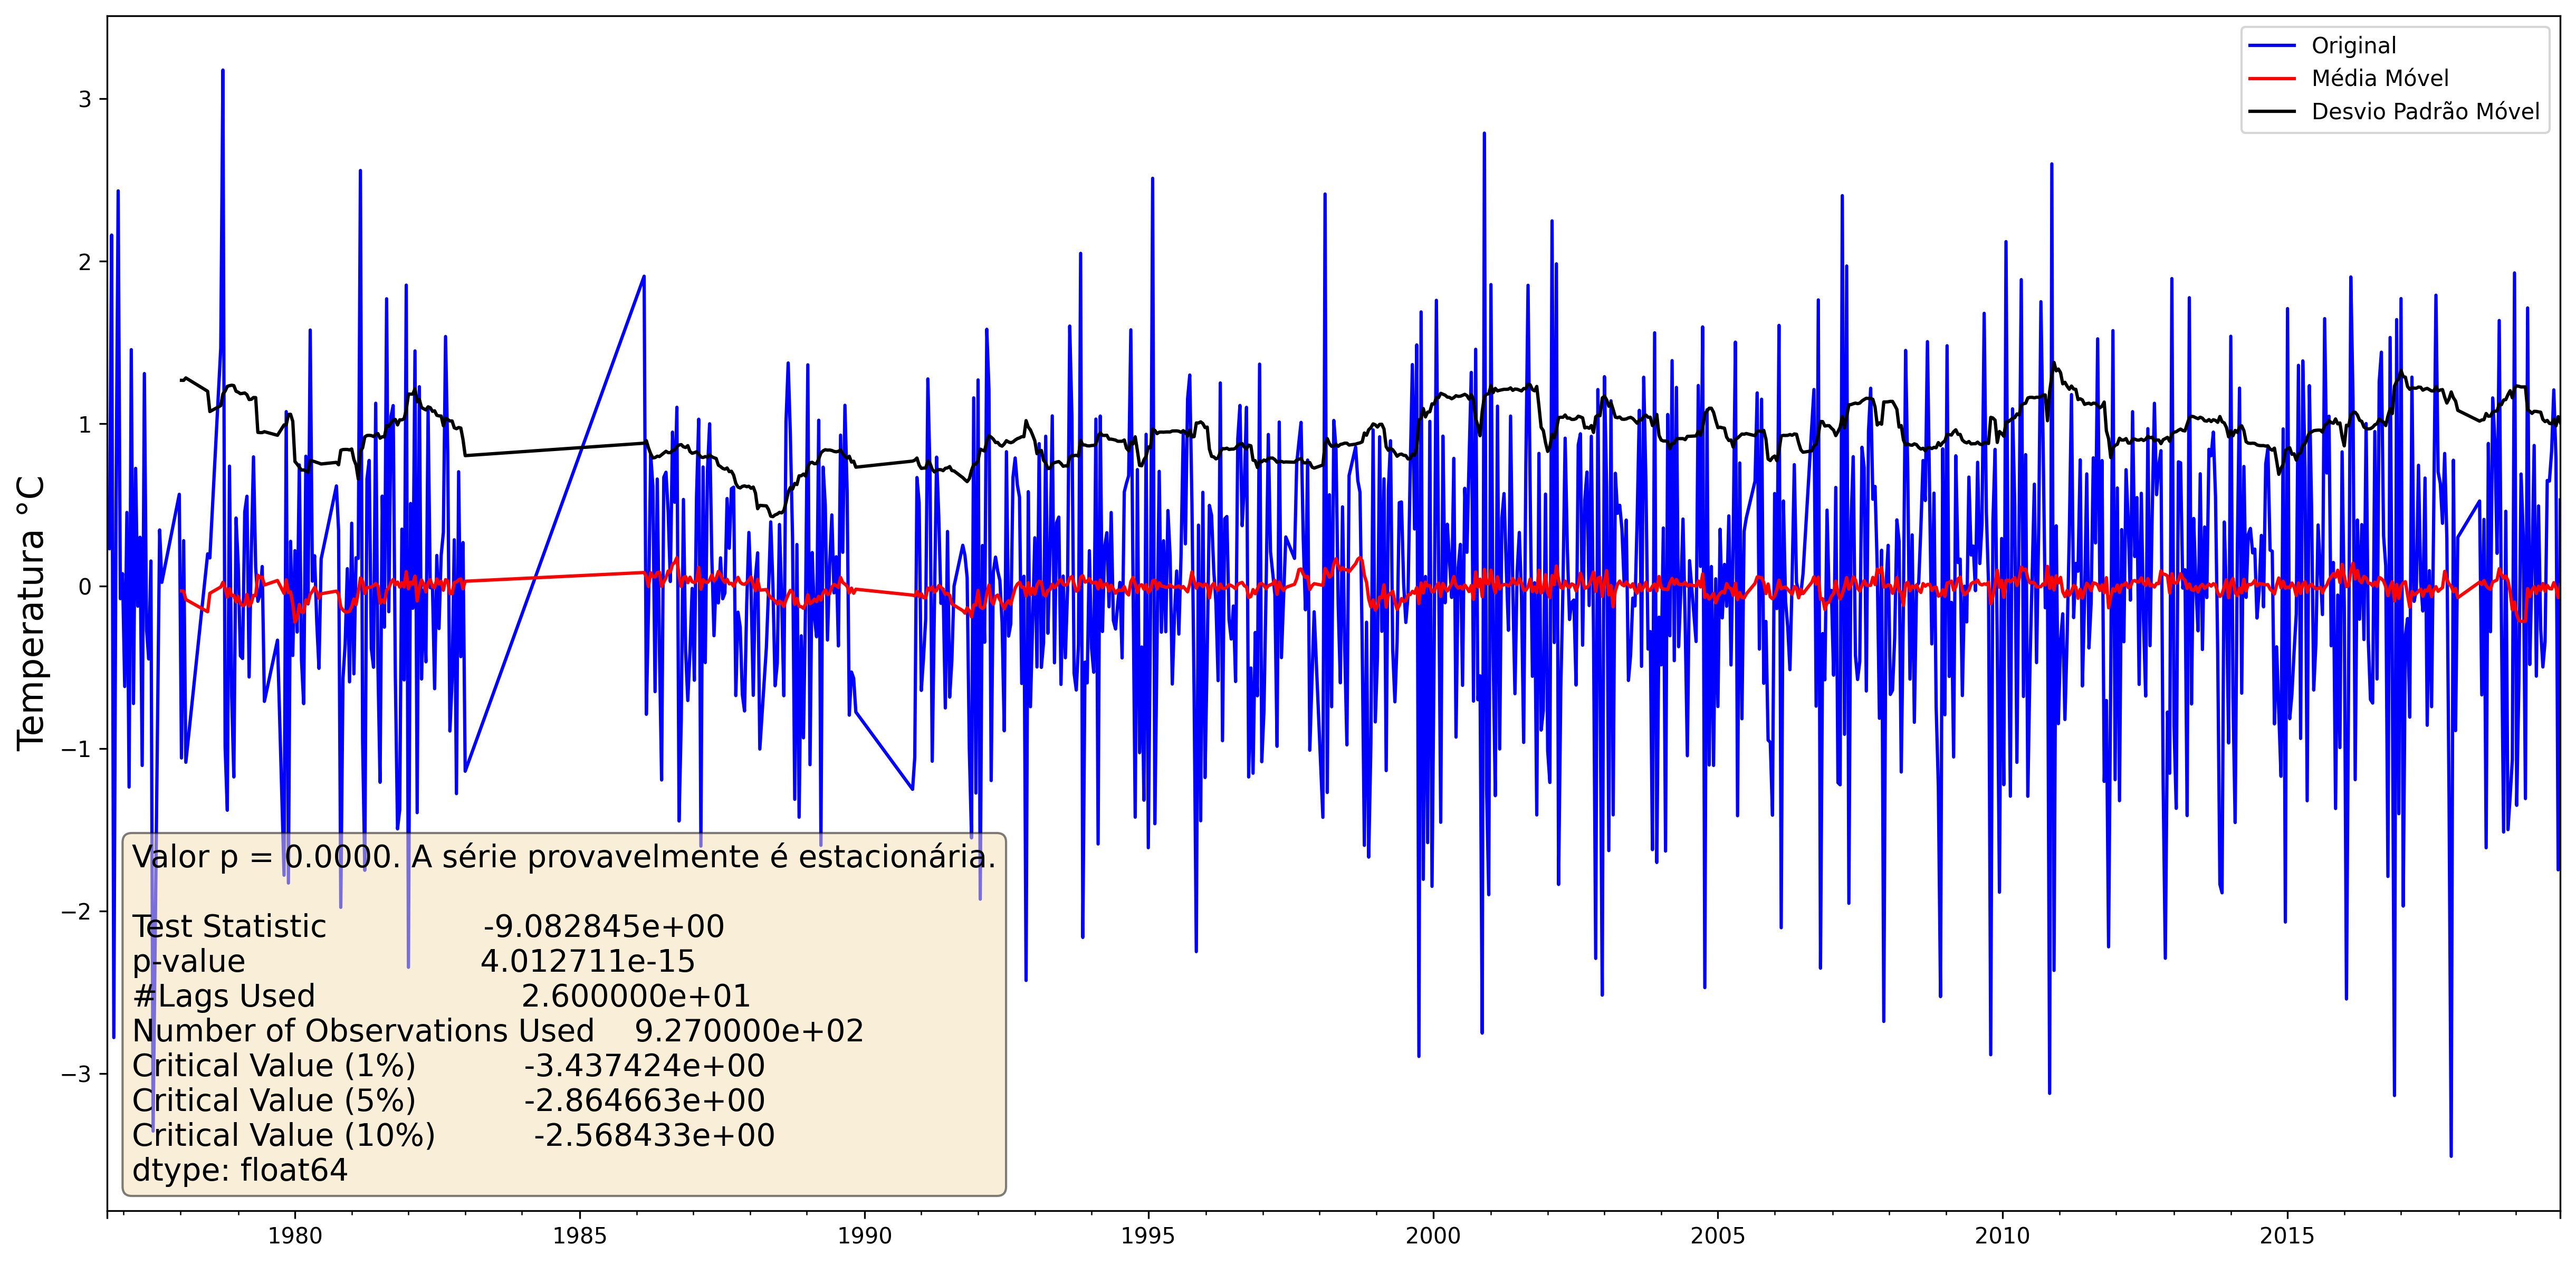 Original
Média Móvel
Desvio Padrão Móvel
Temperatura °C
3
2
1
0
−1
−2
−3
Valor p = 0.0000. A série provavelmente é estacionária.
Test Statistic -9.082845e+00
p-value 4.012711e-15
#Lags Used 2.600000e+01
Number of Observations Used 9.270000e+02
Critical Value (1%) -3.437424e+00
Critical Value (5%) -2.864663e+00
Critical Value (10%) -2.568433e+00
dtype: float64
1980 1985 1990 1995 2000 2005 2010 2015